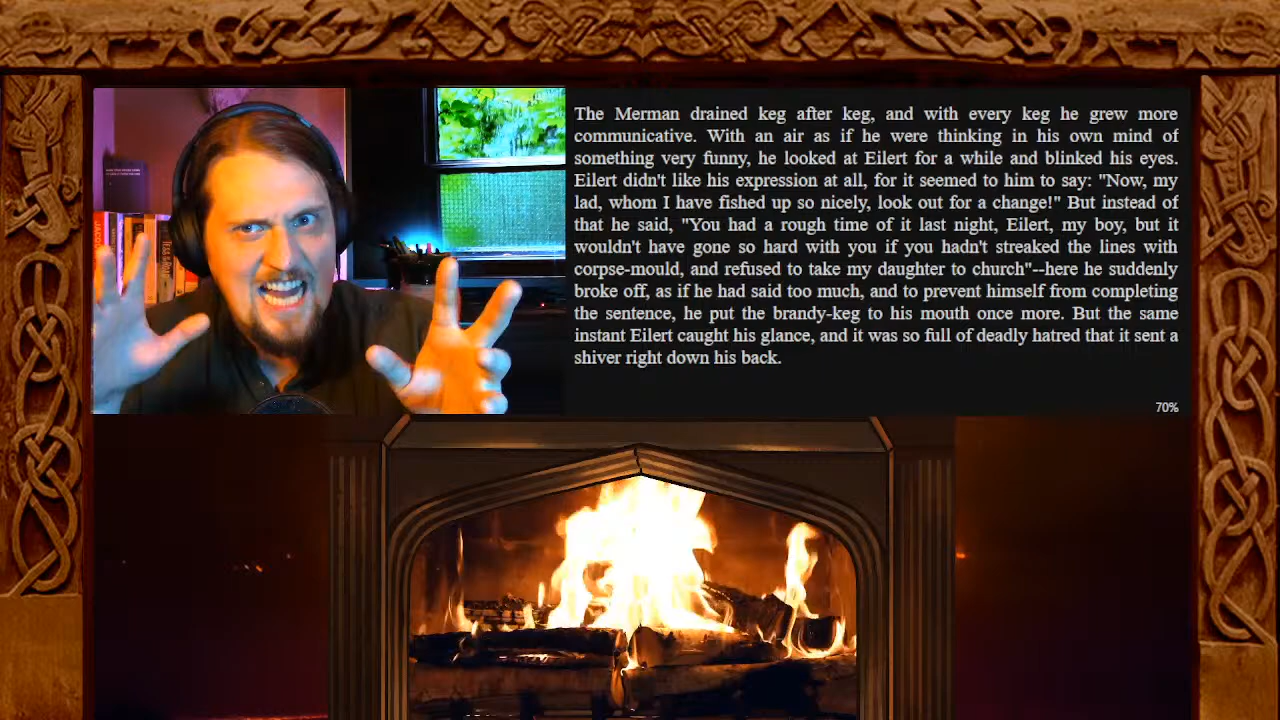 The Merman drained keg after keg, and with every keg he grew more
communicative. With an air as if he were thinking in his own mind of
something very funny, he looked at Eilert for a while and blinked his eyes.
Eilert didn't like his expression at all, for it seemed to him to say: "Now, my
lad, whom I have fished up so nicely, look out for a change!" But instead of
that he said, "You had a rough time of it last night, Eilert, my boy, but it
wouldn't have gone so hard with you if you hadn't streaked the lines with
corpse-mould, and refused to take my daughter to church"--here he suddenly
broke off, as if he had said too much, and to prevent himself from completing
the sentence, he put the brandy-keg to his mouth once more. But the same
instant Eilert caught his glance, and it was so full of deadly hatred that it sent a
shiver right down his back.
70%